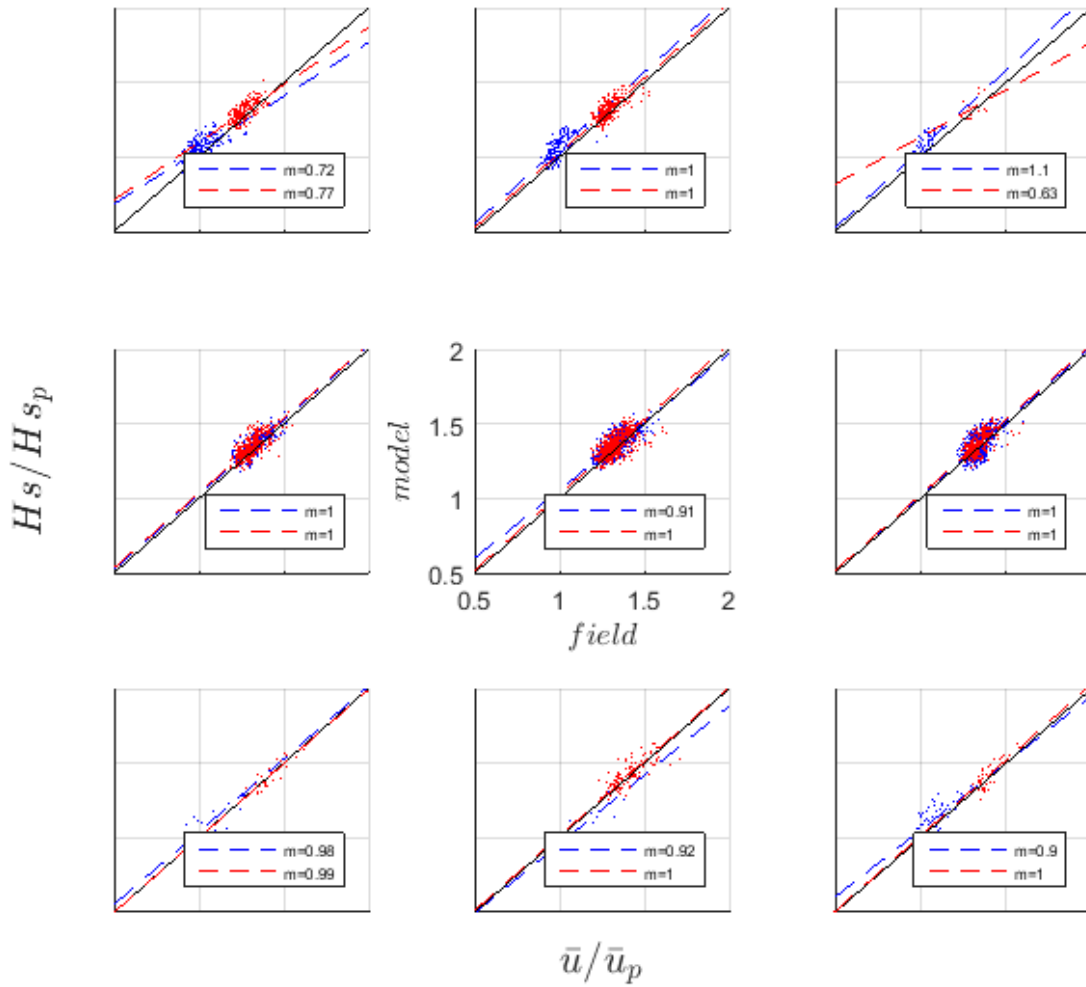 m=0.72
m=0.77
m=1
m=1
m=1.1
m=0.63
Hs/Hs_p
m=1
m=1
model
2
1.5
1
0.5
m=0.91
m=1
0.5 1 1.5 2
field
m=1
m=1
m=0.98
m=0.99
m=0.92
m=1
m=0.9
m=1
ū/ū_p